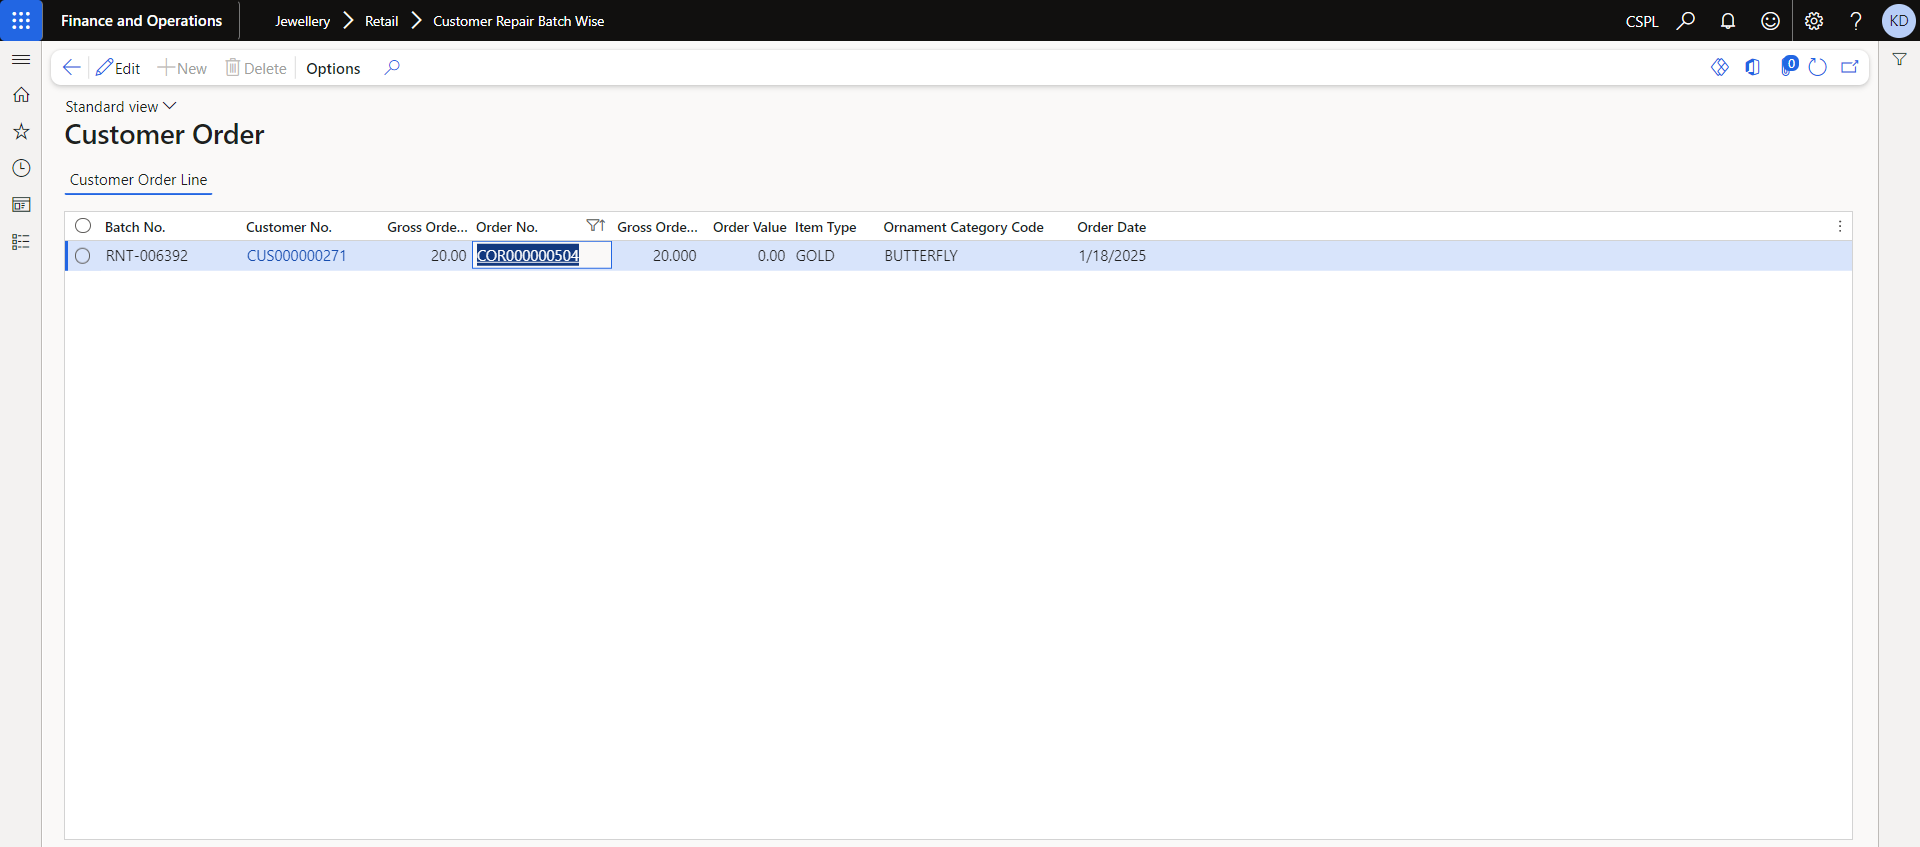 Finance and Operations Jewellery Retail Customer Repair Batch Wise CSPL KD
Edit New Delete Options 0
Standard view
Customer Order
Customer Order Line
Batch No. Customer No. Gross Orde... Order No. Gross Orde... Order Value Item Type Ornament Category Code Order Date
RNT-006392 CUS000000271 20.00 COR000000504 20.000 0.00 GOLD BUTTERFLY 1/18/2025